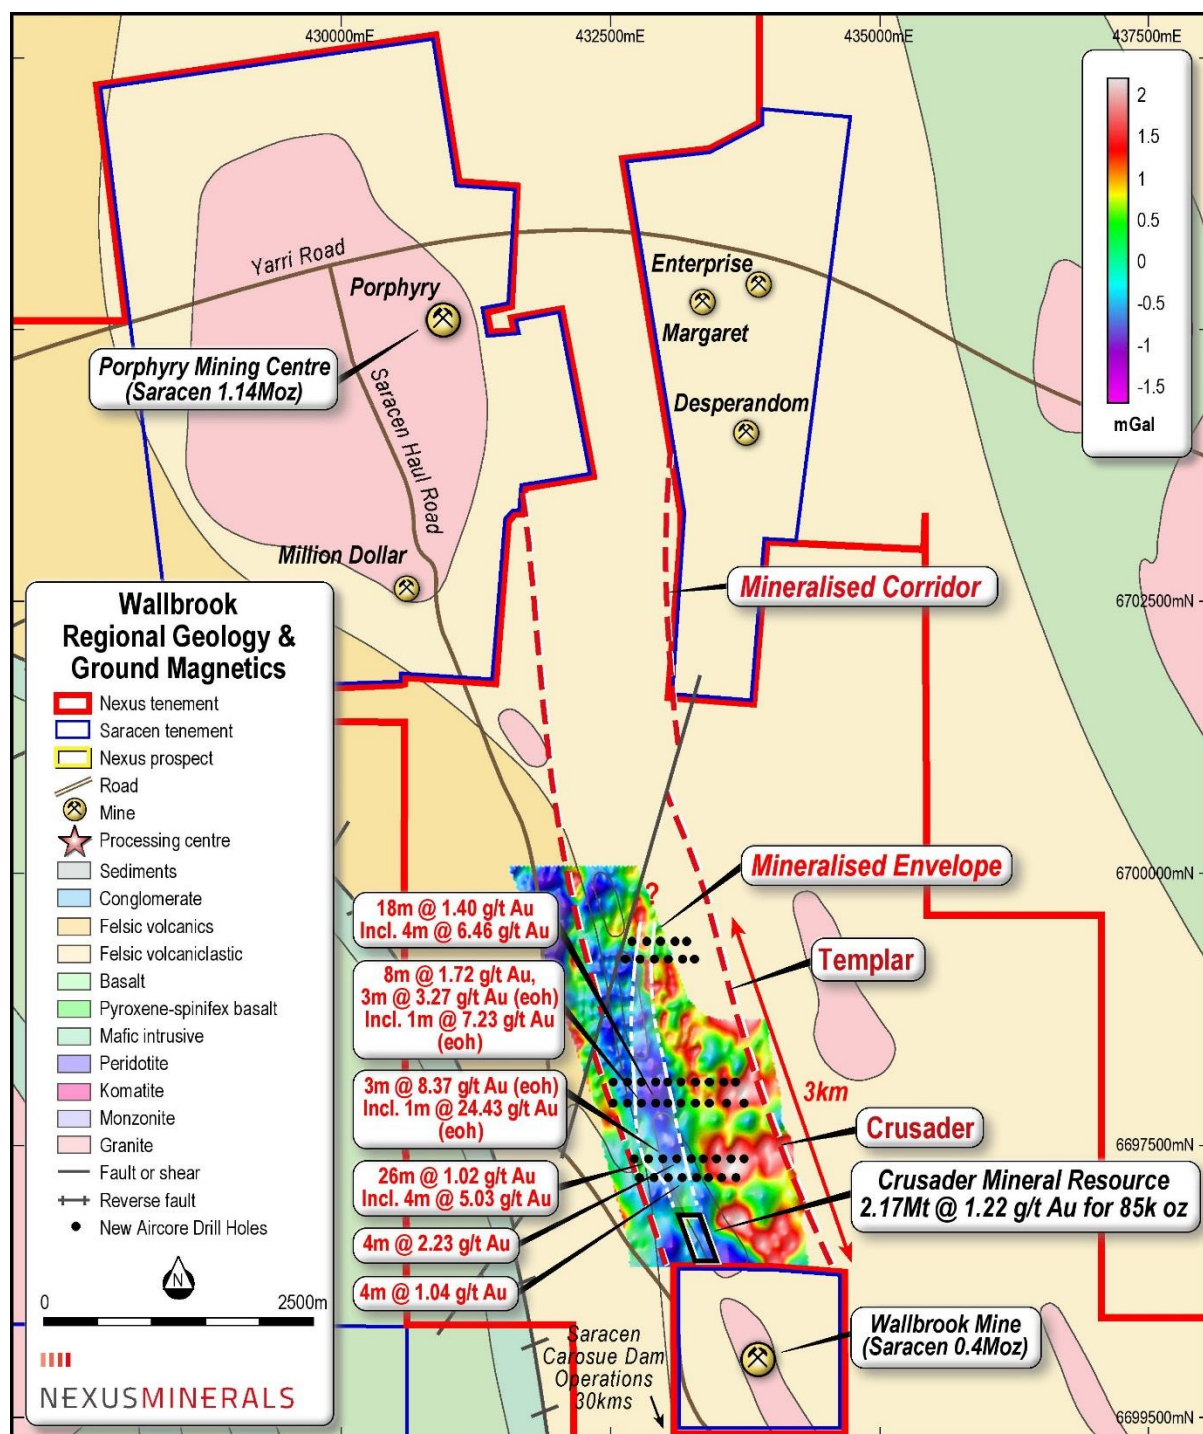 430000mE
432500mE
435000mE
437500mE
2
1.5
1
0.5
0
-0.5
-1
-1.5
mGal
Yarri Road
Porphyry
Enterprise
Margaret
Porphyry Mining Centre
(Saracen 1.14Moz)
Saracen Haul Road
Desperandom
Million Dollar
Mineralised Corridor
6702500mN
Wallbrook
Regional Geology &
Ground Magnetics
Nexus tenement
Saracen tenement
Nexus prospect
Road
Mine
Processing centre
Sediments
Conglomerate
Felsic volcanics
Felsic volcaniclastic
Basalt
Pyroxene-spinifex basalt
Mafic intrusive
Peridotite
Komatite
Monzonite
Granite
Fault or shear
Reverse fault
New Aircore Drill Holes
N
0 2500m
NEXUSMINERALS
Mineralised Envelope
6700000mN
?
18m @ 1.40 g/t Au
Incl. 4m @ 6.46 g/t Au
8m @ 1.72 g/t Au,
3m @ 3.27 g/t Au (eoh)
Incl. 1m @ 7.23 g/t Au
(eoh)
3m @ 8.37 g/t Au (eoh)
Incl. 1m @ 24.43 g/t Au
(eoh)
26m @ 1.02 g/t Au
Incl. 4m @ 5.03 g/t Au
4m @ 2.23 g/t Au
4m @ 1.04 g/t Au
Templar
3km
Crusader
6697500mN
Crusader Mineral Resource
2.17Mt @ 1.22 g/t Au for 85k oz
Wallbrook Mine
(Saracen 0.4Moz)
Saracen
Carosue Dam
Operations
30kms
6699500mN